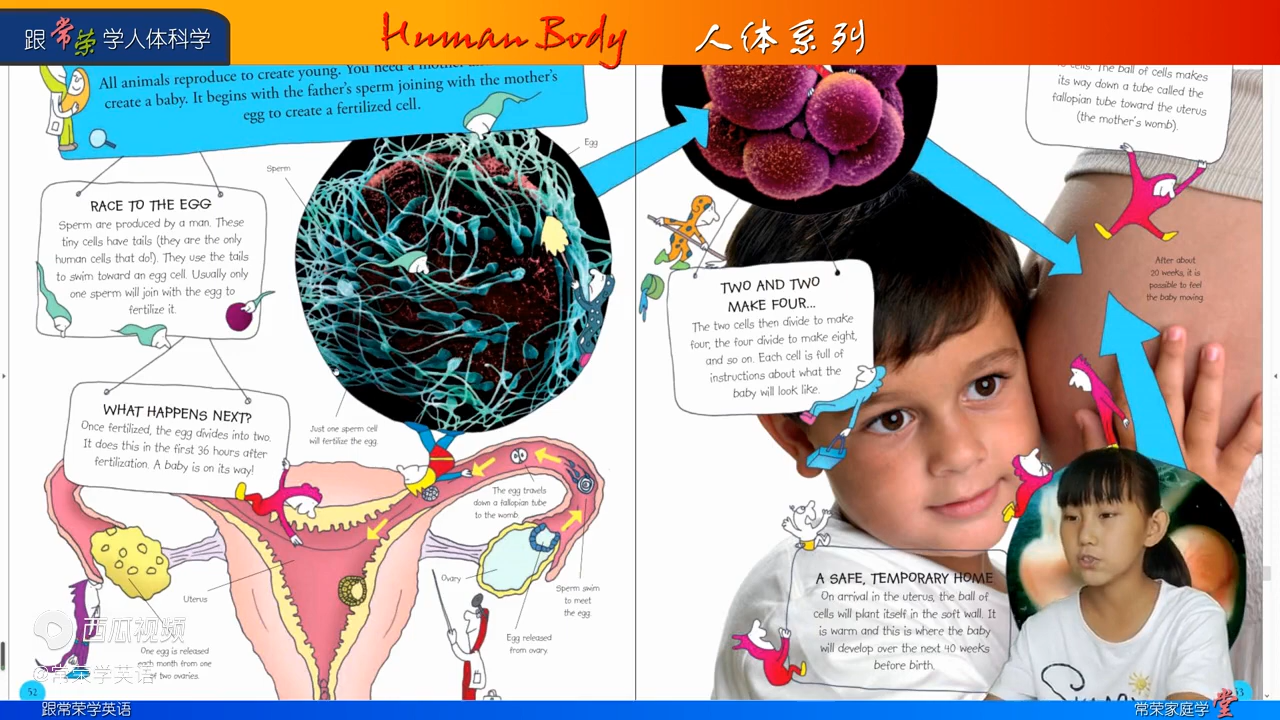 跟常荣学人体科学
Human Body
人体系列
All animals reproduce to create young. You need a mother
create a baby. It begins with the father's sperm joining with the mother's
egg to create a fertilized cell.
Sperm
Egg
RACE TO THE EGG
Sperm are produced by a man. These
tiny cells have tails (they are the only
human cells that do!). They use the tails
to swim toward an egg cell. Usually only
one sperm will join with the egg to
fertilize it.
WHAT HAPPENS NEXT?
Once fertilized, the egg divides into two.
It does this in the first 36 hours after
fertilization. A baby is on its way!
Just one sperm cell
will fertilize the egg.
The egg travels
down a fallopian tube
to the womb.
Ovary
Sperm swim
to meet
the egg.
Egg released
from ovary.
Uterus
One egg is released
each month from one
of two ovaries.
52
cells. The ball of cells makes
its way down a tube called the
fallopian tube toward the uterus
(the mother's womb).
After about
20 weeks, it is
possible to feel
the baby moving.
TWO AND TWO
MAKE FOUR...
The two cells then divide to make
four, the four divide to make eight,
and so on. Each cell is full of
instructions about what the
baby will look like.
A SAFE, TEMPORARY HOME
On arrival in the uterus, the ball of
cells will plant itself in the soft wall. It
is warm and this is where the baby
will develop over the next 40 weeks
before birth.
53
西瓜视频
@常荣学英语
跟常荣学英语
常荣家庭学堂